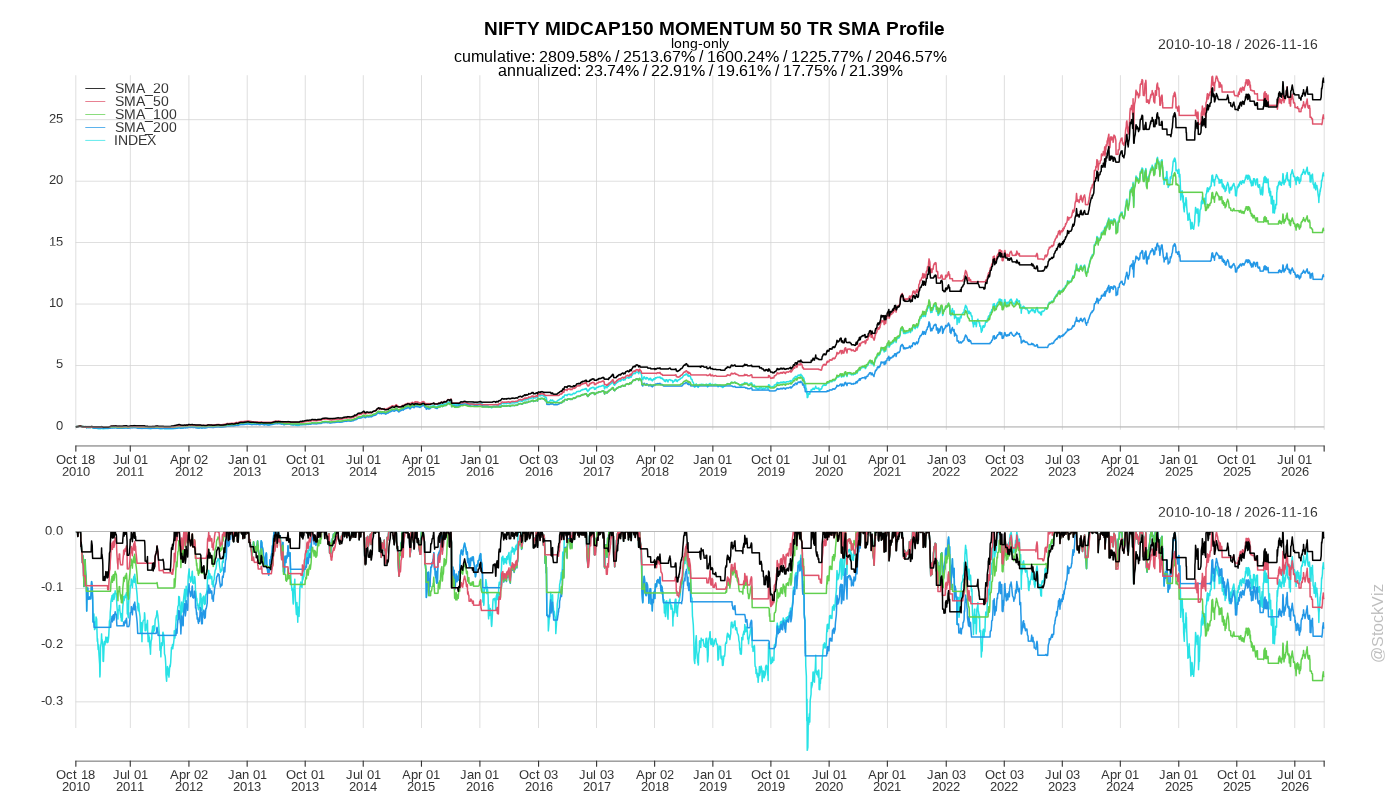 NIFTY MIDCAP150 MOMENTUM 50 TR SMA Profile
long-only
cumulative: 2809.58% / 2513.67% / 1600.24% / 1225.77% / 2046.57%
annualized: 23.74% / 22.91% / 19.61% / 17.75% / 21.39%
2010-10-18 / 2026-11-16
SMA_20
SMA_50
SMA_100
SMA_200
INDEX
25
20
15
10
5
0
Oct 18 Jul 01 Apr 02 Jan 01 Oct 01 Jul 01 Apr 01 Jan 01 Oct 03 Jul 03 Apr 02 Jan 01 Oct 01 Jul 01 Apr 01 Jan 03 Oct 03 Jul 03 Apr 01 Jan 01 Oct 01 Jul 01
2010 2011 2012 2013 2013 2014 2015 2016 2016 2017 2018 2019 2019 2020 2021 2022 2022 2023 2024 2025 2025 2026
2010-10-18 / 2026-11-16
0.0
-0.1
-0.2
-0.3
Oct 18 Jul 01 Apr 02 Jan 01 Oct 01 Jul 01 Apr 01 Jan 01 Oct 03 Jul 03 Apr 02 Jan 01 Oct 01 Jul 01 Apr 01 Jan 03 Oct 03 Jul 03 Apr 01 Jan 01 Oct 01 Jul 01
2010 2011 2012 2013 2013 2014 2015 2016 2016 2017 2018 2019 2019 2020 2021 2022 2022 2023 2024 2025 2025 2026
@StockViz